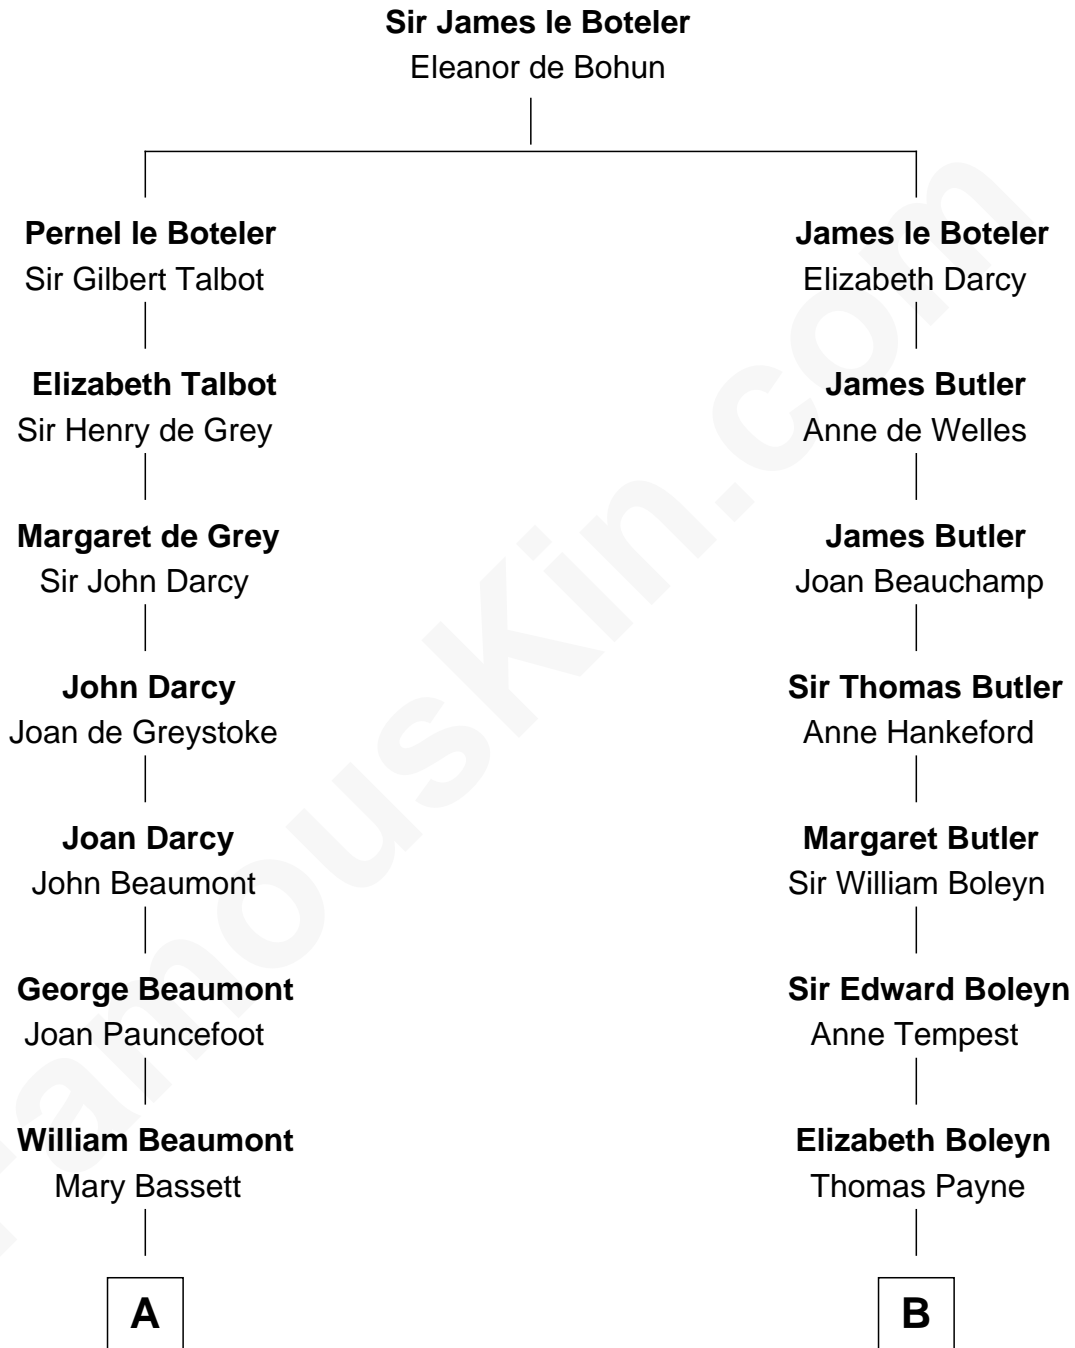 Sir James le Boteler
Eleanor de Bohun
Pernel le Boteler
Sir Gilbert Talbot
James le Boteler
Elizabeth Darcy
Elizabeth Talbot
Sir Henry de Grey
James Butler
Anne de Welles
Margaret de Grey
Sir John Darcy
James Butler
Joan Beauchamp
John Darcy
Joan de Greystoke
Sir Thomas Butler
Anne Hankeford
Joan Darcy
John Beaumont
Margaret Butler
Sir William Boleyn
George Beaumont
Joan Pauncefoot
Sir Edward Boleyn
Anne Tempest
William Beaumont
Mary Bassett
Elizabeth Boleyn
Thomas Payne
A
B
FamousKin.com